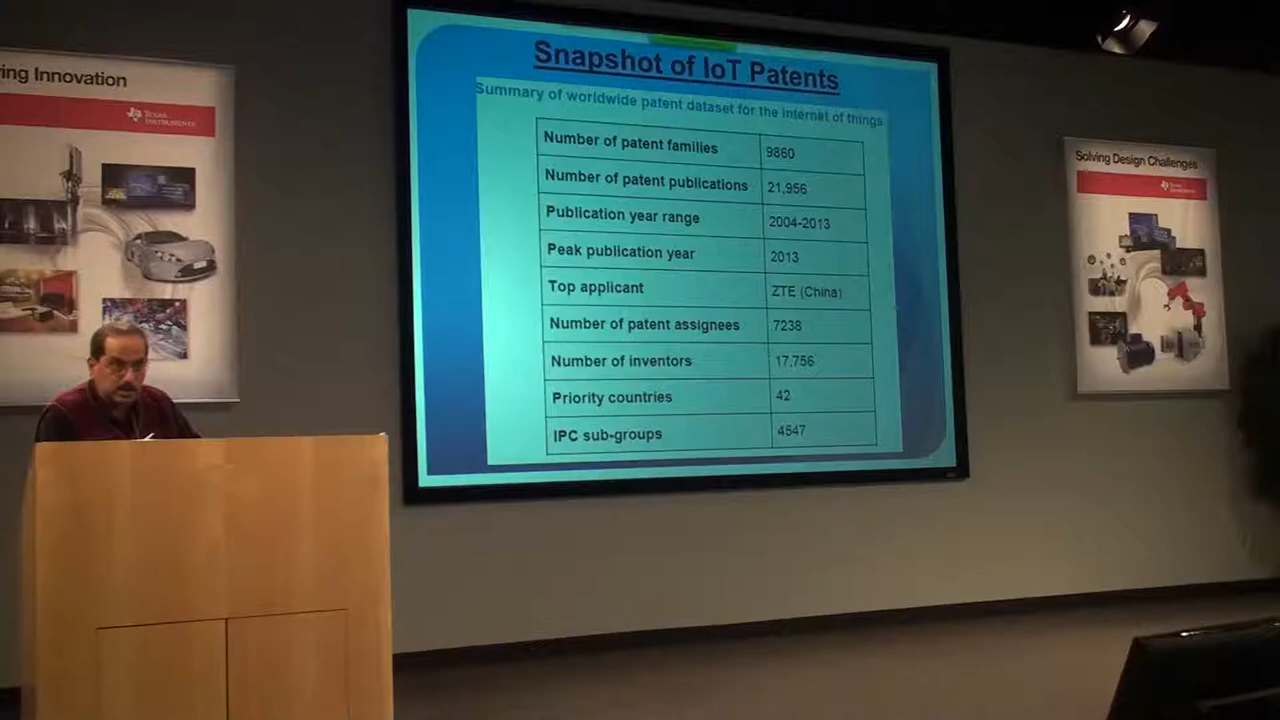 ing Innovation
TEXAS INSTRUMENTS
Snapshot of IoT Patents
Summary of worldwide patent dataset for the internet of things
Number of patent families 9860
Number of patent publications 21,956
Publication year range 2004-2013
Peak publication year 2013
Top applicant ZTE (China)
Number of patent assignees 7238
Number of inventors 17,756
Priority countries 42
IPC sub-groups 4547
Solving Design Challenges
TEXAS INSTRUMENTS